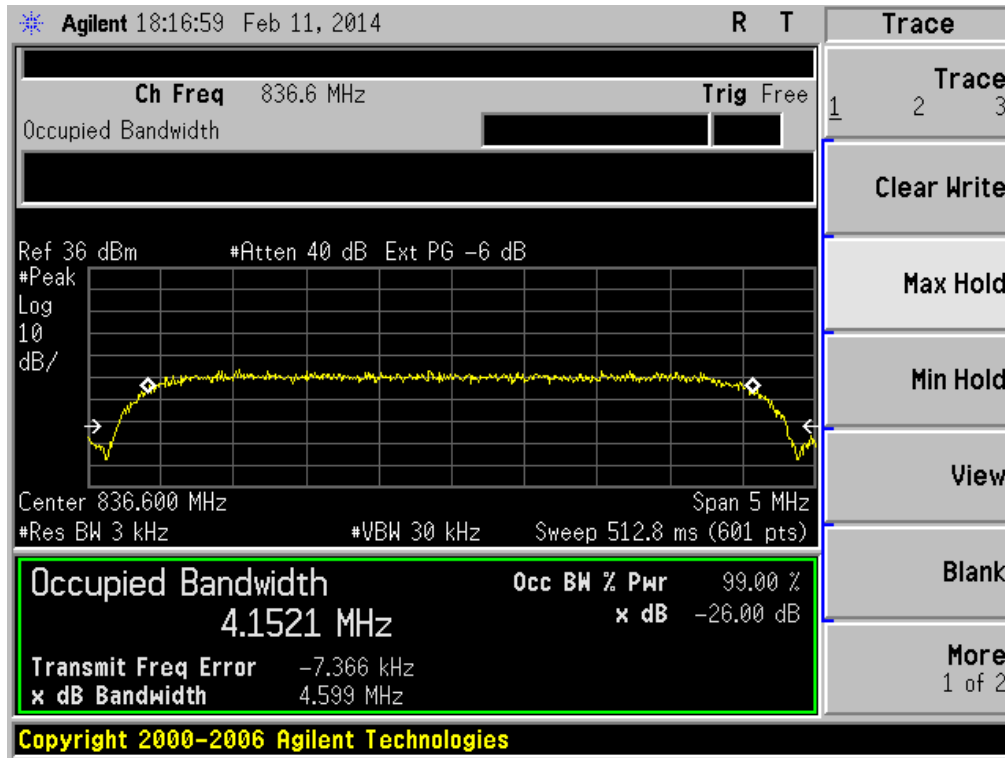 Agilent 18:16:59 Feb 11, 2014 R T
Trace
Ch Freq 836.6 MHz Trig Free
Occupied Bandwidth
Trace
1 2 3
Clear Write
Ref 36 dBm #Atten 40 dB Ext PG -6 dB
#Peak
Log
10
dB/
Max Hold
Min Hold
View
Center 836.600 MHz Span 5 MHz
#Res BW 3 kHz #VBW 30 kHz Sweep 512.8 ms (601 pts)
Occupied Bandwidth Occ BW % Pwr 99.00 %
4.1521 MHz x dB -26.00 dB
Transmit Freq Error -7.366 kHz
x dB Bandwidth 4.599 MHz
Blank
More
1 of 2
Copyright 2000-2006 Agilent Technologies